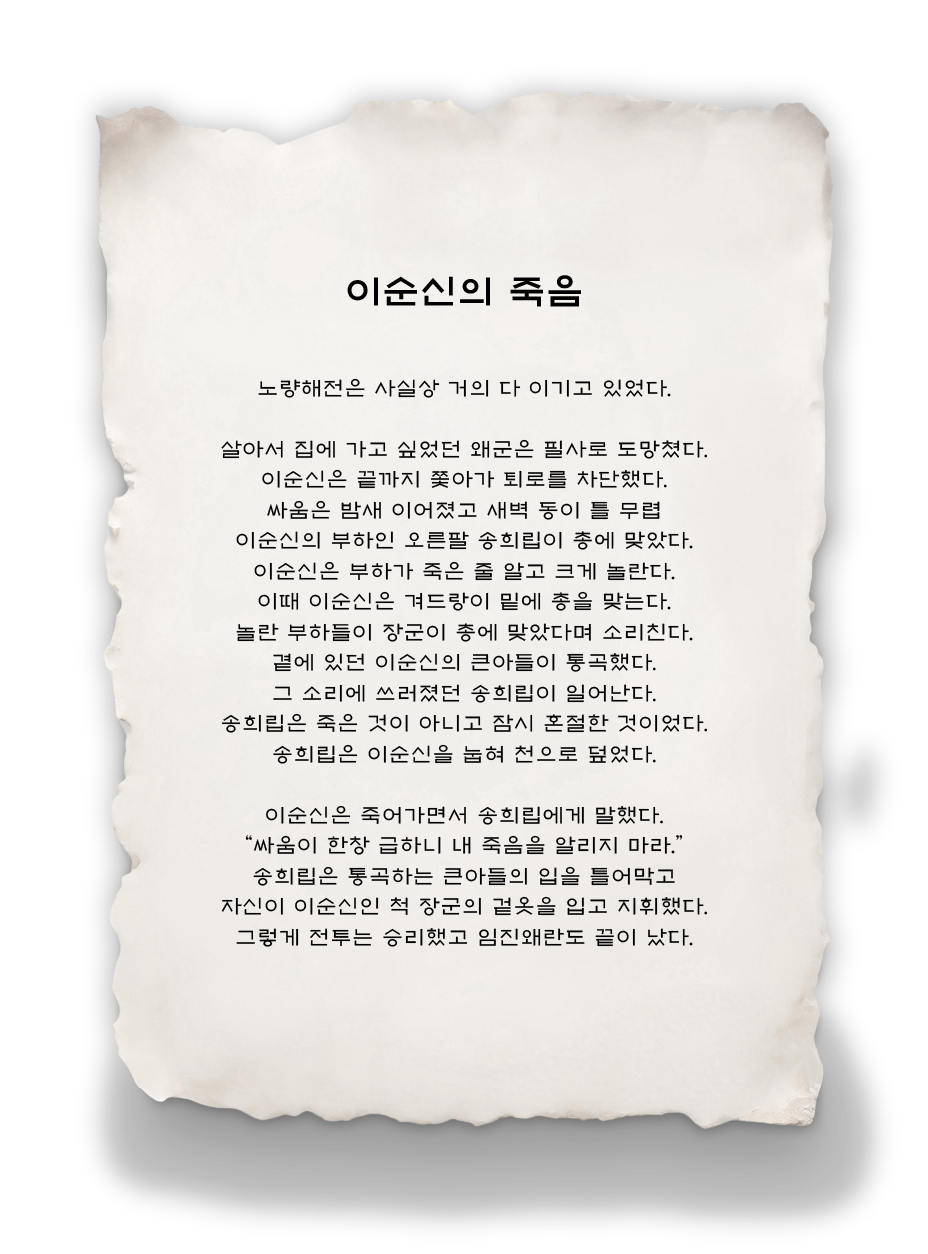 이순신의 죽음
노량해전은 사실상 거의 다 이기고 있었다.
살아서 집에 가고 싶었던 왜군은 필사로 도망쳤다.
이순신은 끝까지 쫓아가 퇴로를 차단했다.
싸움은 밤새 이어졌고 새벽 동이 틀 무렵
이순신의 부하인 오른팔 송희립이 총에 맞았다.
이순신은 부하가 죽은 줄 알고 크게 놀란다.
이때 이순신은 겨드랑이 밑에 총을 맞는다.
놀란 부하들이 장군이 총에 맞았다며 소리친다.
곁에 있던 이순신의 큰아들이 통곡했다.
그 소리에 쓰러졌던 송희립이 일어난다.
송희립은 죽은 것이 아니고 잠시 혼절한 것이었다.
송희립은 이순신을 눕혀 천으로 덮었다.
이순신은 죽어가면서 송희립에게 말했다.
“싸움이 한창 급하니 내 죽음을 알리지 마라.”
송희립은 통곡하는 큰아들의 입을 틀어막고
자신이 이순신인 척 장군의 겉옷을 입고 지휘했다.
그렇게 전투는 승리했고 임진왜란도 끝이 났다.